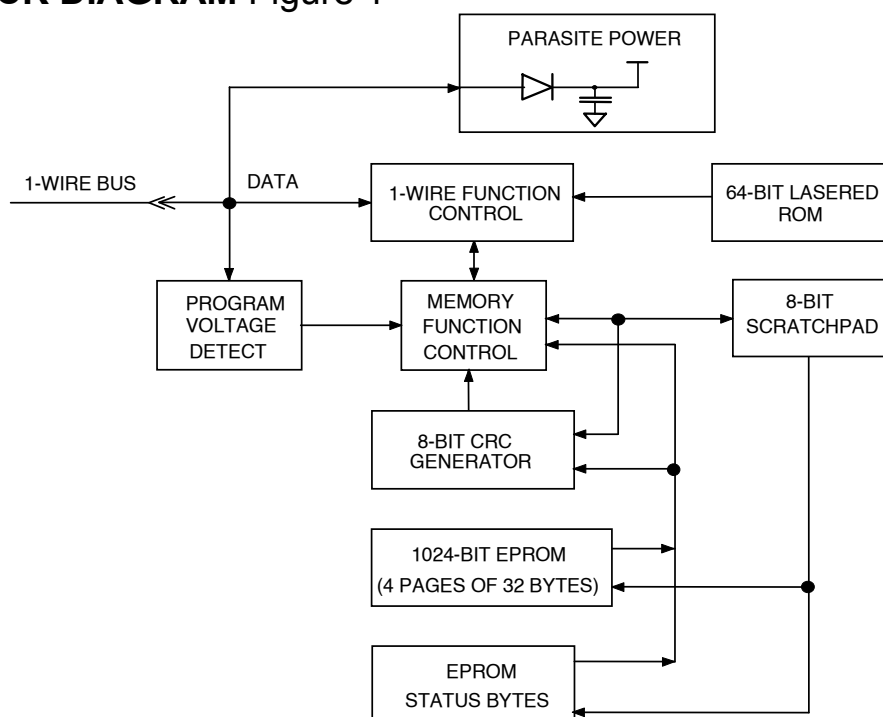 DIAGRAM Figure 1
PARASITE POWER
1-WIRE BUS
DATA
1-WIRE FUNCTION
CONTROL
64-BIT LASERED
ROM
PROGRAM
VOLTAGE
DETECT
MEMORY
FUNCTION
CONTROL
8-BIT
SCRATCHPAD
8-BIT CRC
GENERATOR
1024-BIT EPROM
(4 PAGES OF 32 BYTES)
EPROM
STATUS BYTES